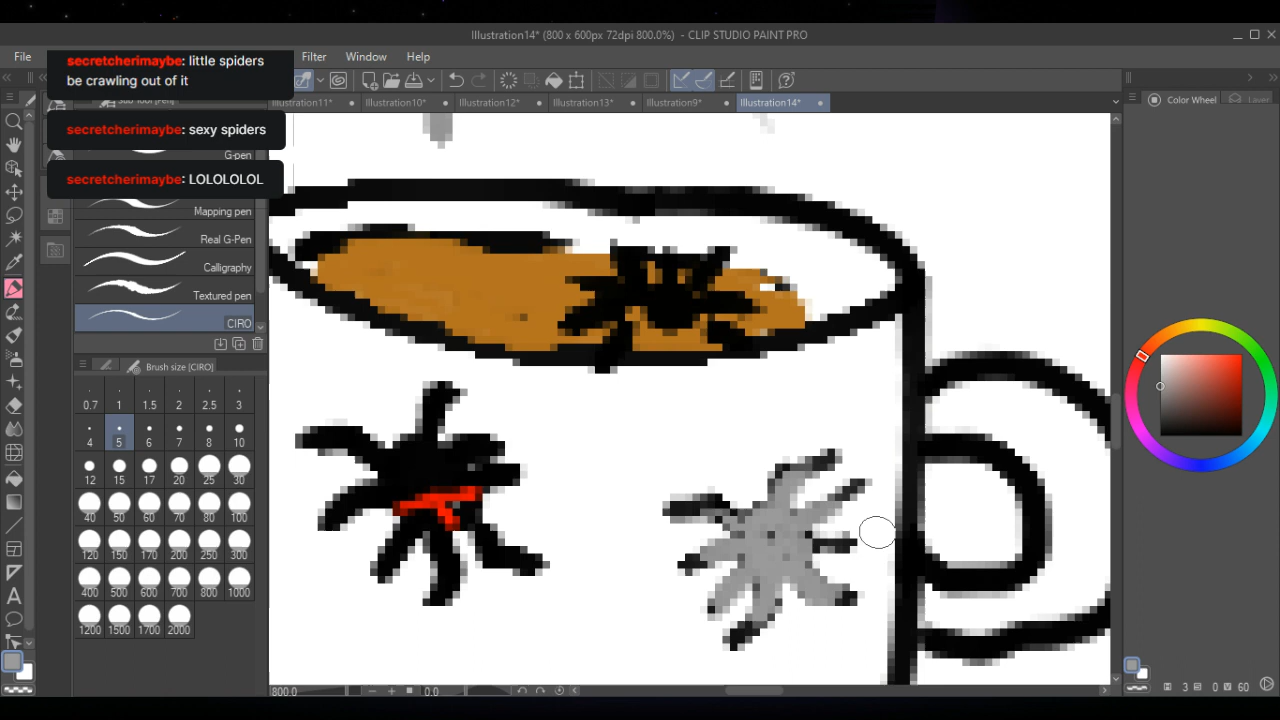 Illustration14* (800 x 600px 72dpi 800.0%) - CLIP STUDIO PAINT PRO
File
Filter
Window
Help
secretcherimaybe: little spiders
be crawling out of it
Illustration10*
Illustration12*
Illustration13*
Illustration9*
Illustration14*
Color Wheel
Layer
secretcherimaybe: sexy spiders
G-pen
secretcherimaybe: LOLOLOLOL
Mapping pen
Real G-Pen
Calligraphy
Textured pen
CIRO
Brush size [CIRO]
0.7 1 1.5 2 2.5 3
4 5 6 7 8 10
12 15 17 20 25 30
40 50 60 70 80 100
120 150 170 200 250 300
400 500 600 700 800 1000
1200 1500 1700 2000
800.0
0.0
3 S 0 V 60